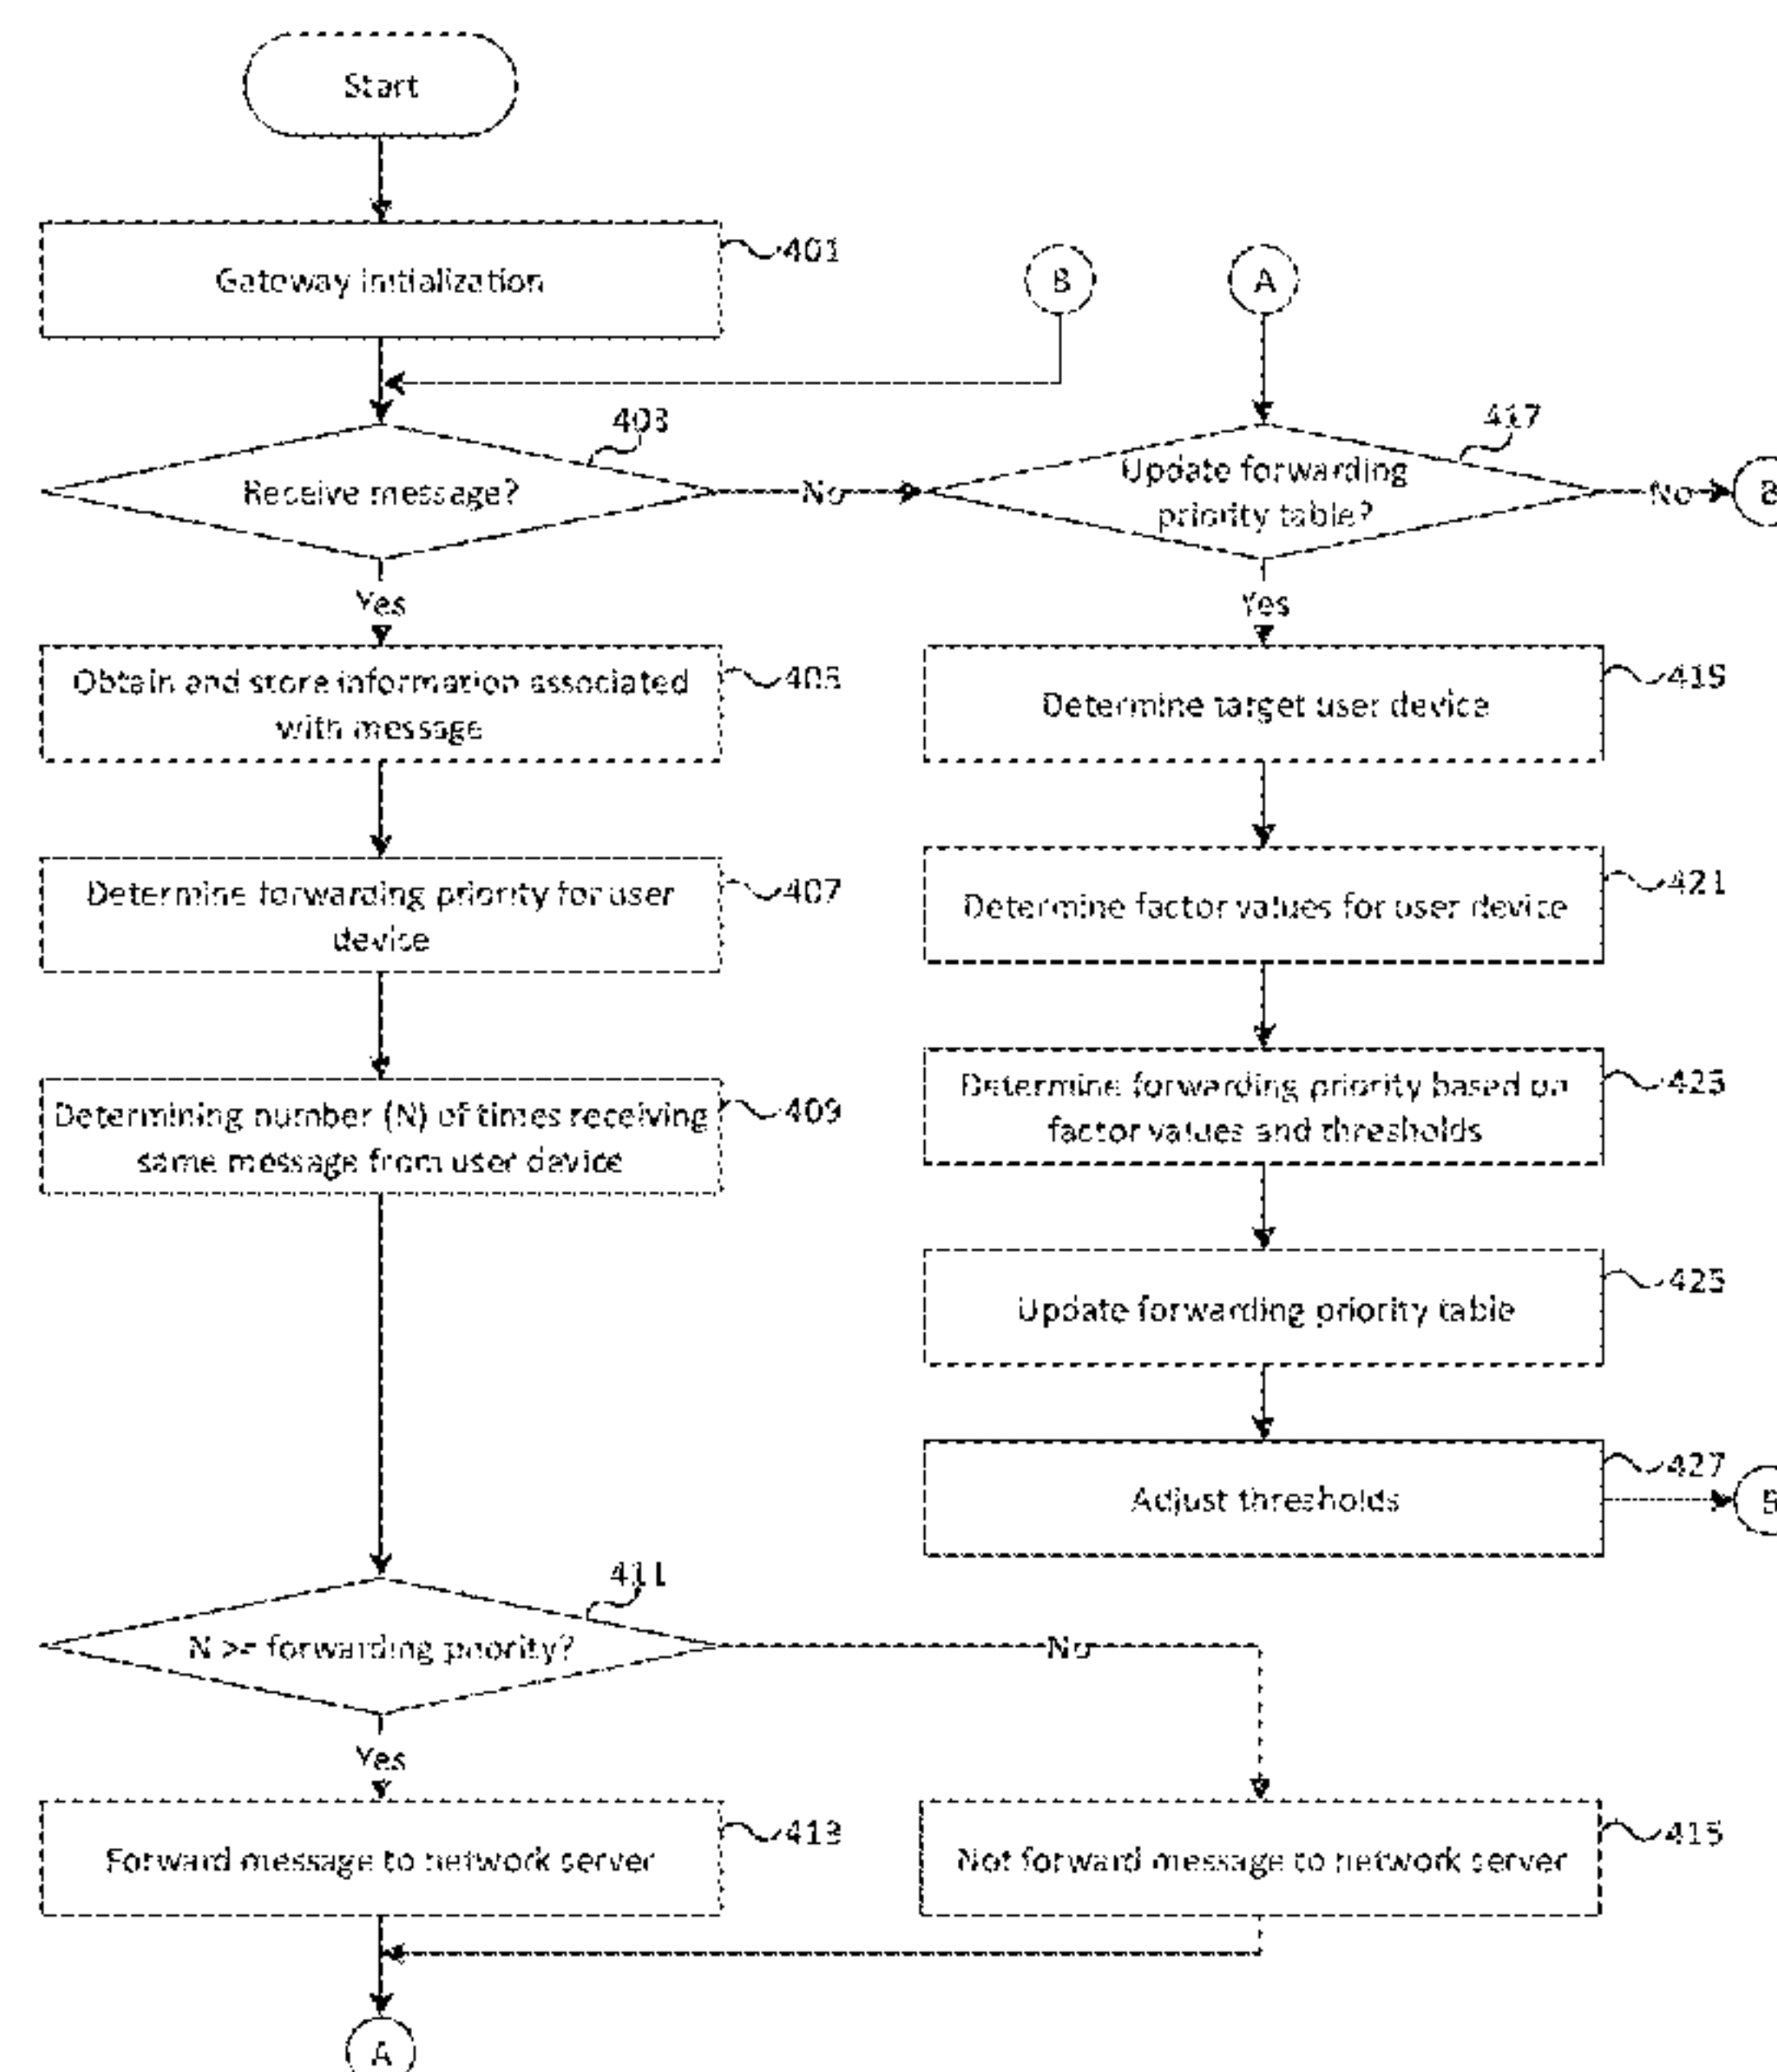 Start
Gateway initialization
401
B
A
Receive message?
403
No
Update forwarding
priority table?
417
No
B
Yes
Yes
Obtain and store information associated
with message
405
Determine target user device
419
Determine forwarding priority for user
device
407
Determine factor values for user device
421
Determining number (N) of times receiving
same message from user device
409
Determine forwarding priority based on
factor values and thresholds
423
Update forwarding priority table
425
Adjust thresholds
427
B
N >= forwarding priority?
411
No
Yes
Forward message to network server
413
Not forward message to network server
415
A